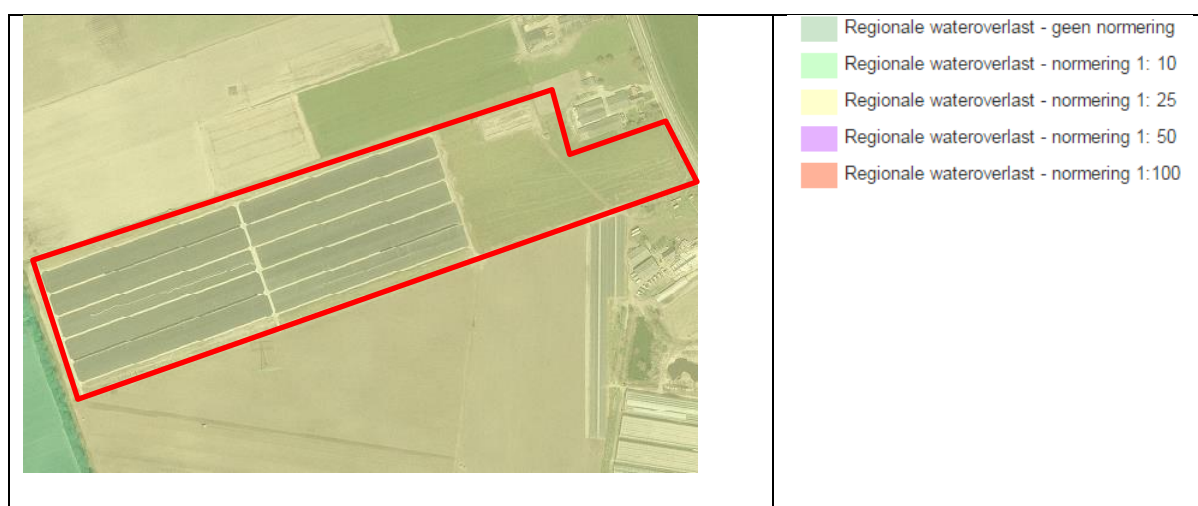 Regionale wateroverlast - geen normering
Regionale wateroverlast - normering 1: 10
Regionale wateroverlast - normering 1: 25
Regionale wateroverlast - normering 1: 50
Regionale wateroverlast - normering 1:100